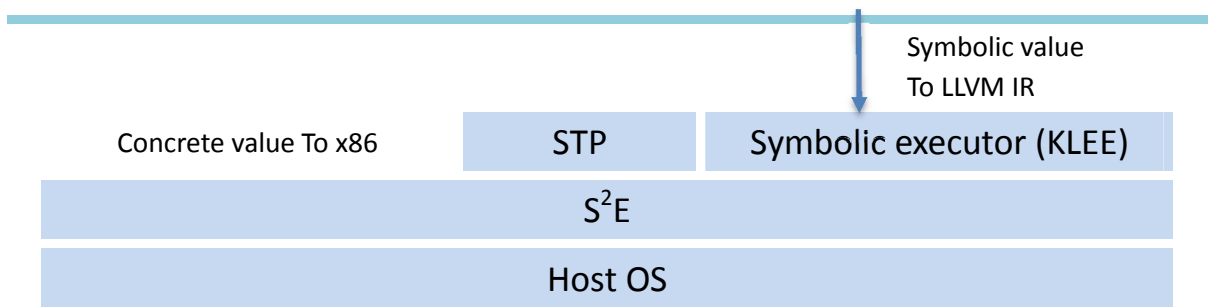 Symbolic value
To LLVM IR
Concrete value To x86
STP
Symbolic executor (KLEE)
S²E
Host OS